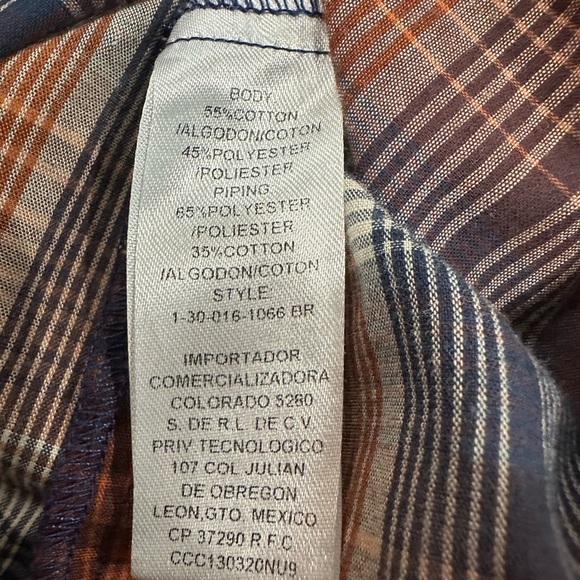 BODY
55%COTTON
/ALGODON/COTON
45%POLYESTER
/POLIESTER
PIPING
65%POLYESTER
/POLIESTER
35%COTTON
/ALGODON/COTON
STYLE
1-30-016-1066 BR
IMPORTADOR
COMERCIALIZADORA
COLORADO 3280
S. DE R.L. DE C.V.
PRIV.TECNOLOGICO
107 COL JULIAN
DE OBREGON
LEON,GTO. MEXICO
CP 37290 R.F.C
CCC130320NU9